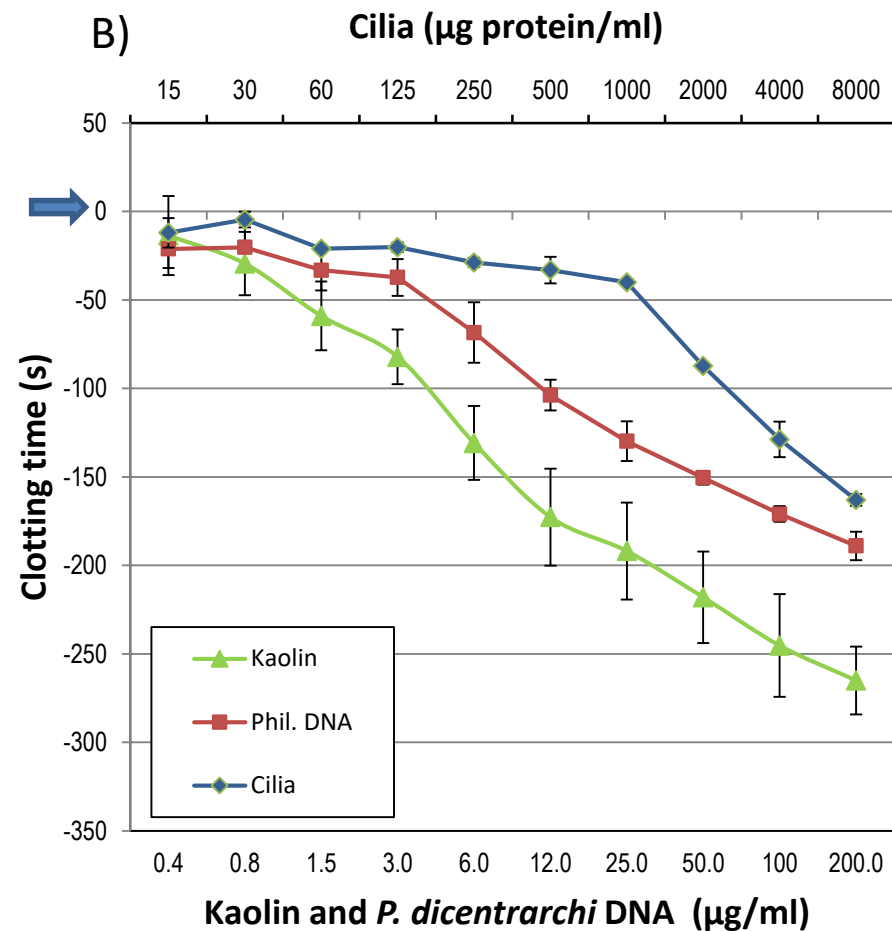 B)
Cilia (µg protein/ml)
15 30 60 125 250 500 1000 2000 4000 8000
50
0
-50
-100
-150
-200
-250
-300
-350
Clotting time (s)
Kaolin
Phil. DNA
Cilia
0.4 0.8 1.5 3.0 6.0 12.0 25.0 50.0 100 200.0
Kaolin and P. dicentrarchi DNA (µg/ml)